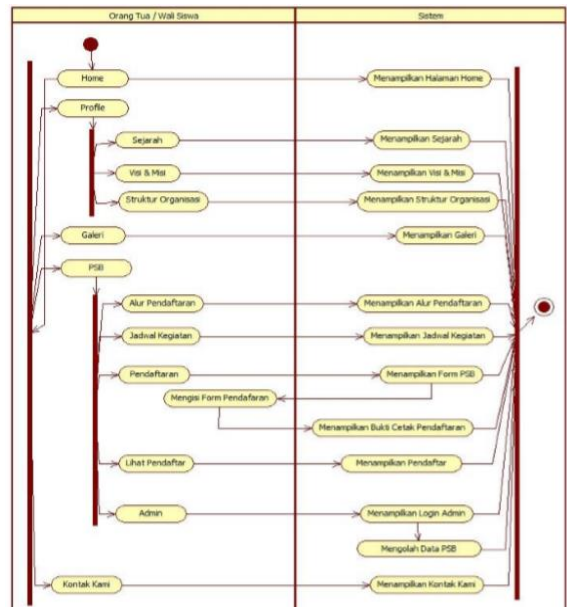 Orang Tua / Wali Siswa
Sistem
Home
Menampilkan Halaman Home
Profile
Sejarah
Menampilkan Sejarah
Visi & Misi
Menampilkan Visi & Misi
Struktur Organisasi
Menampilkan Struktur Organisasi
Galeri
Menampilkan Galeri
PSB
Alur Pendaftaran
Menampilkan Alur Pendaftaran
Jadwal Kegiatan
Menampilkan Jadwal Kegiatan
Pendaftaran
Menampilkan Form PSB
Mengisi Form Pendafaran
Menampilkan Bukti Cetak Pendaftaran
Lihat Pendaftar
Menampilkan Pendaftar
Admin
Menampilkan Login Admin
Mengolah Data PSB
Kontak Kami
Menampilkan Kontak Kami